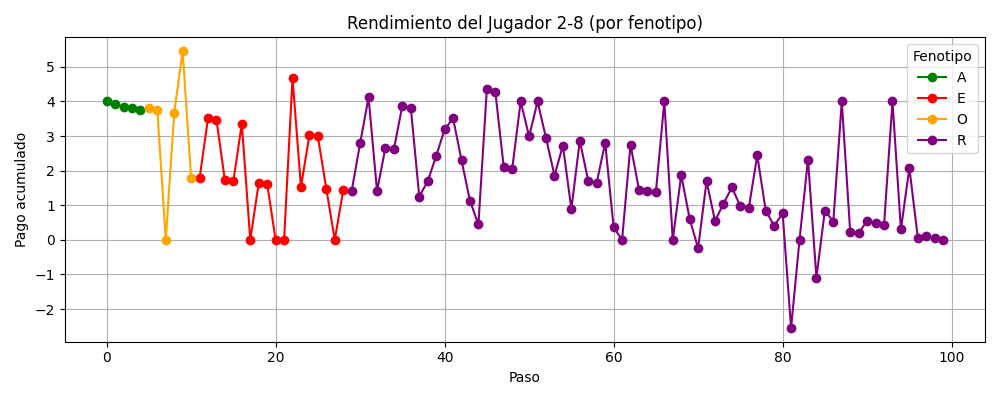 Rendimiento del Jugador 2-8 (por fenotipo)
Pago acumulado
5
4
3
2
1
0
−1
−2
Fenotipo
A
E
O
R
0
20
40
60
80
100
Paso